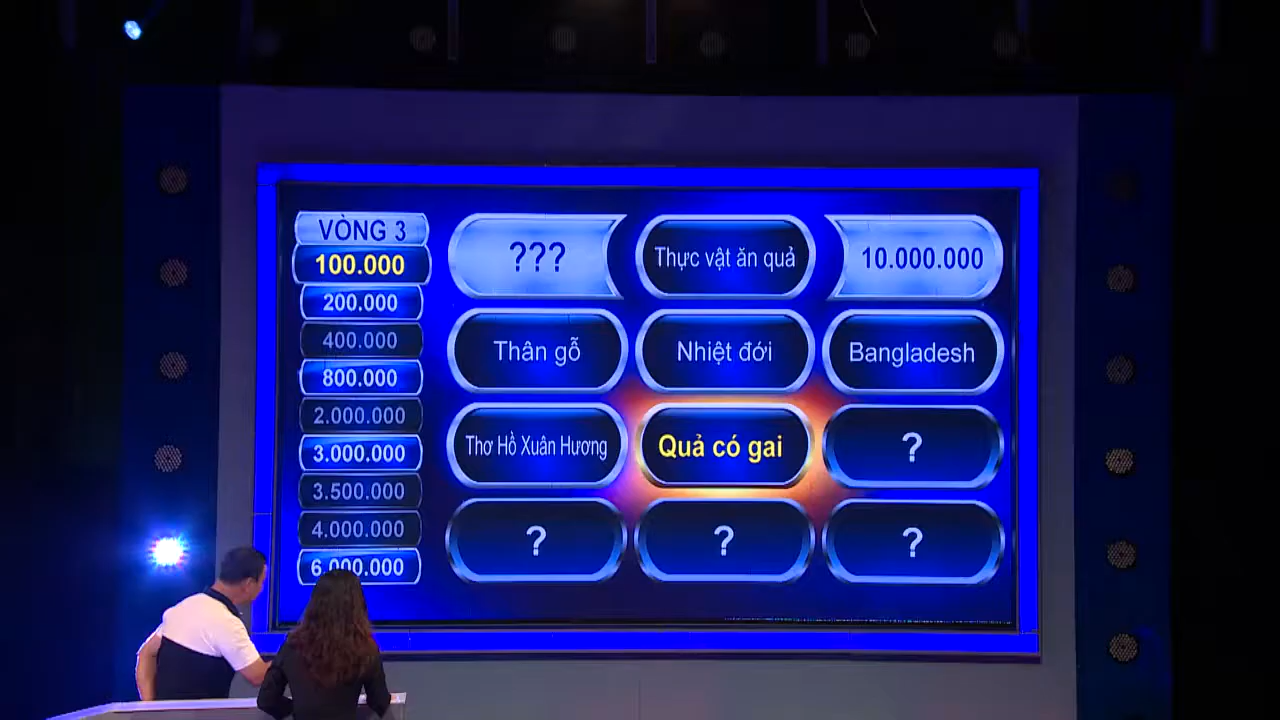 VÒNG 3
100.000
200.000
400.000
800.000
2.000.000
3.000.000
3.500.000
4.000.000
6.000.000
???
Thực vật ăn quả
10.000.000
Thân gỗ
Nhiệt đới
Bangladesh
Thơ Hồ Xuân Hương
Quả có gai
?
?
?
?